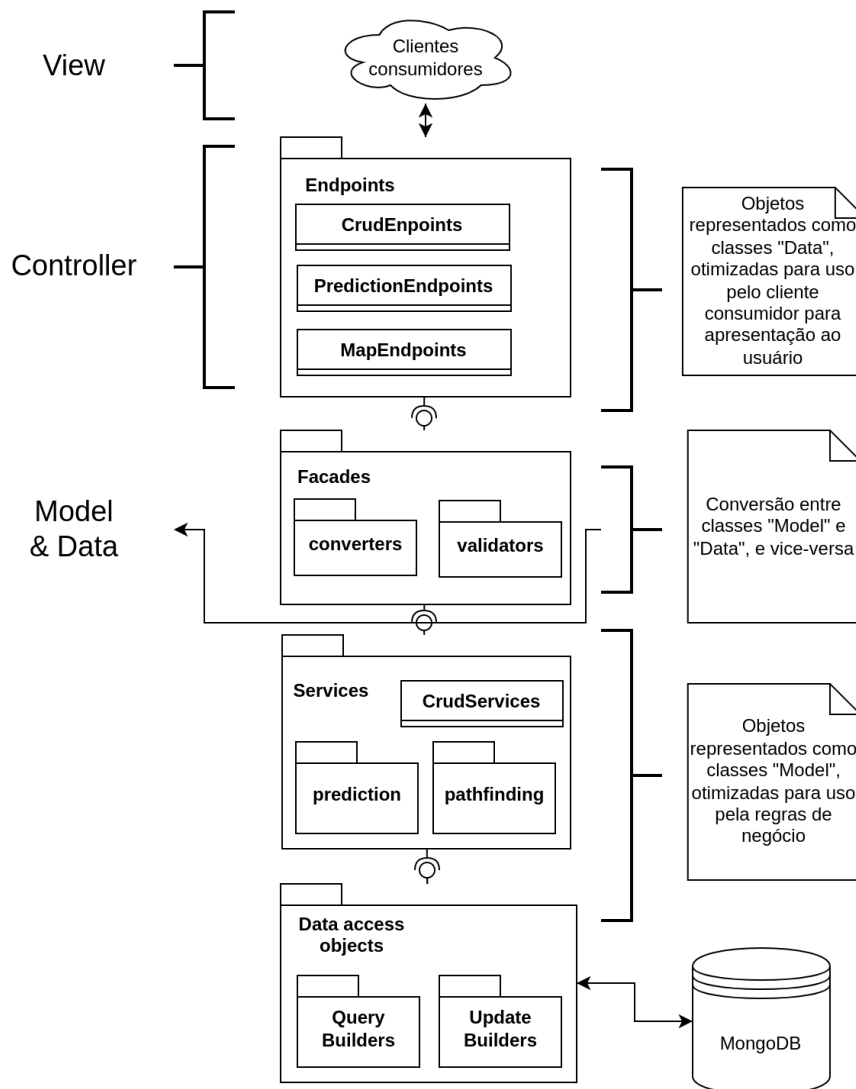 View
Clientes
consumidores
Controller
Endpoints
CrudEnpoints
PredictionEndpoints
MapEndpoints
Objetos
representados como
classes "Data",
otimizadas para uso
pelo cliente
consumidor para
apresentação ao
usuário
Model
& Data
Facades
converters
validators
Conversão entre
classes "Model" e
"Data", e vice-versa
Services
CrudServices
prediction
pathfinding
Objetos
representados como
classes "Model",
otimizadas para uso
pela regras de
negócio
Data access
objects
Query
Builders
Update
Builders
MongoDB